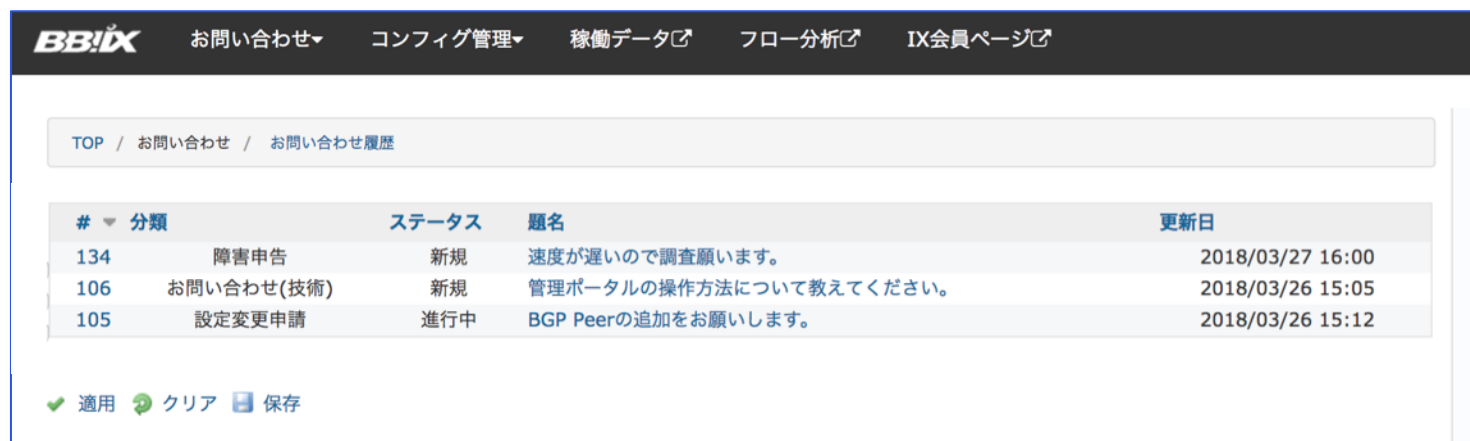 BB!X お問い合わせ▾ コンフィグ管理▾ 稼働データ フロー分析 IX会員ページ
TOP / お問い合わせ / お問い合わせ履歴
# 分類 ステータス 題名 更新日
134 障害申告 新規 速度が遅いので調査願います。 2018/03/27 16:00
106 お問い合わせ(技術) 新規 管理ポータルの操作方法について教えてください。 2018/03/26 15:05
105 設定変更申請 進行中 BGP Peerの追加をお願いします。 2018/03/26 15:12
適用 クリア 保存